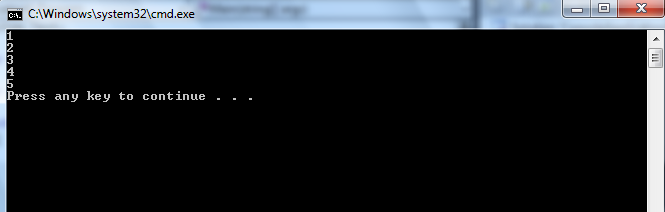 C:\Windows\system32\cmd.exe
1
2
3
4
5
Press any key to continue . . .